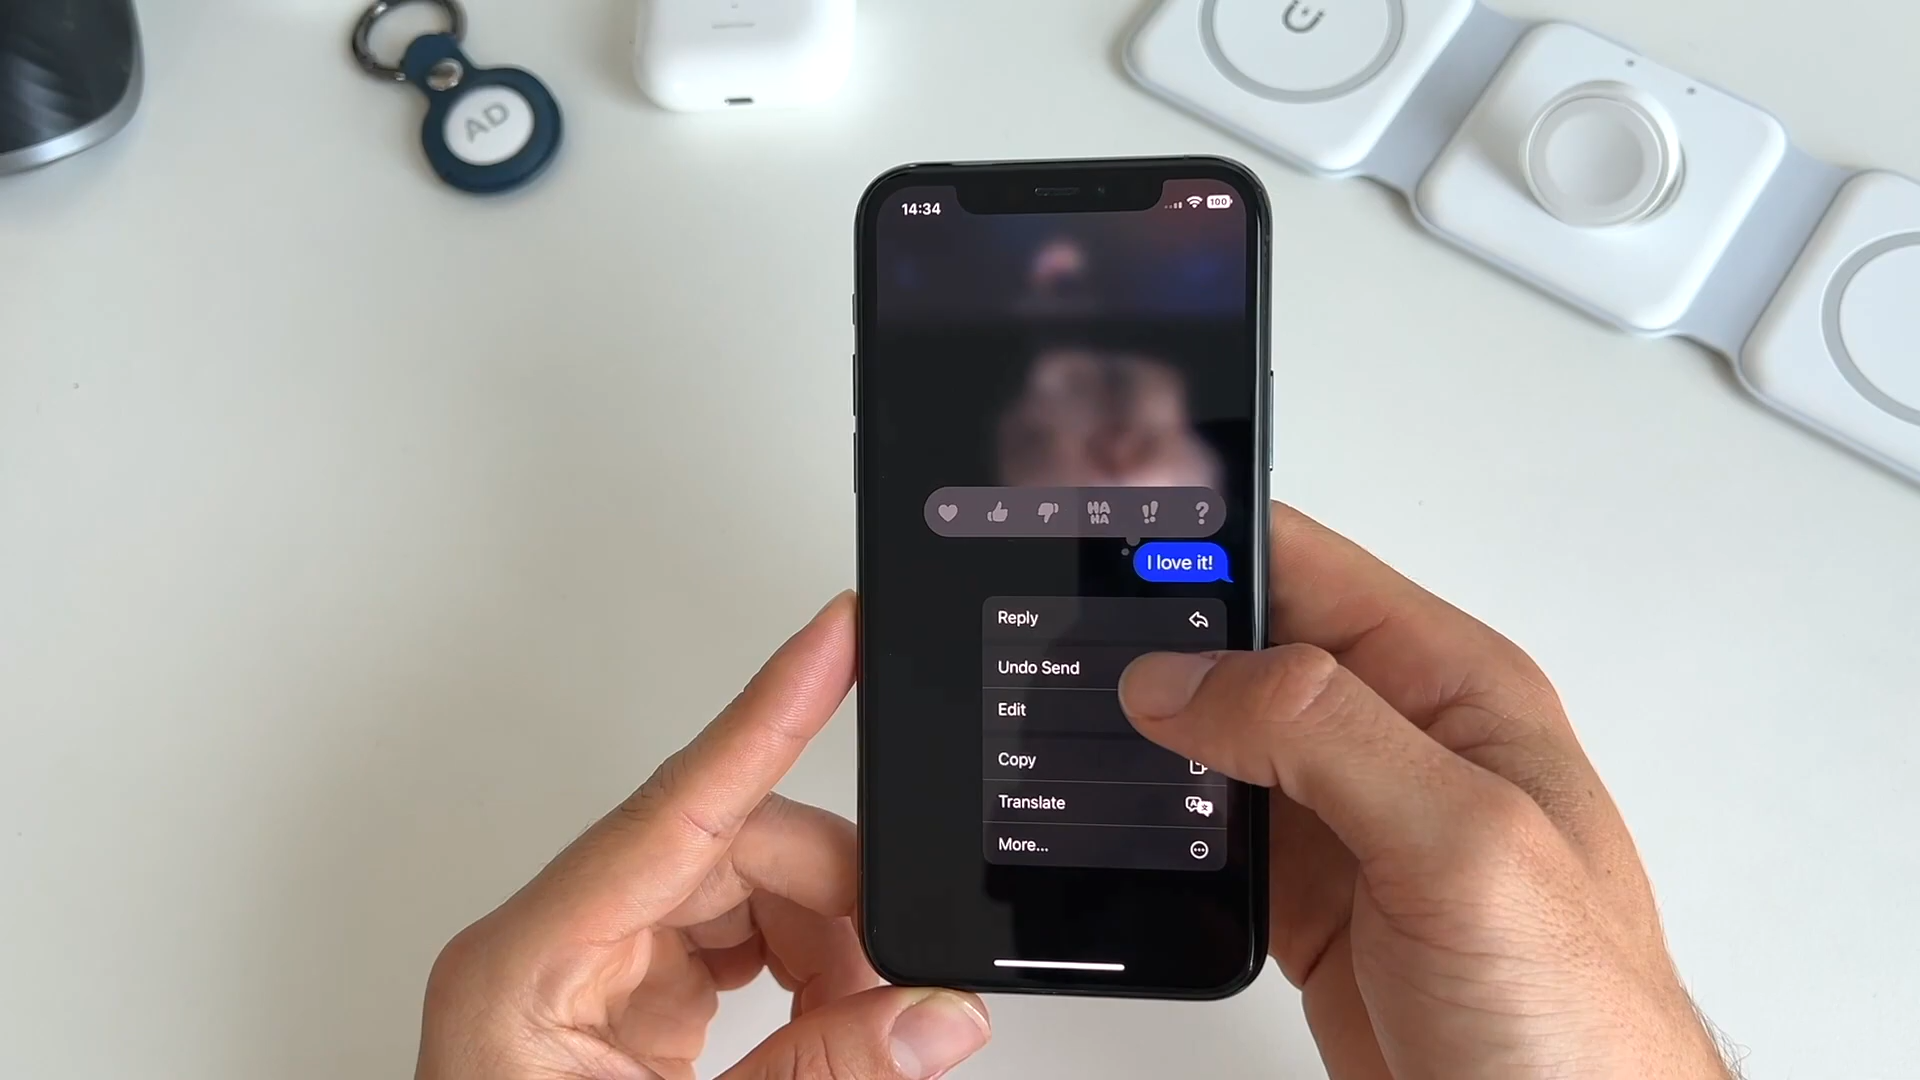 AD
14:34
100
HA
HA
!!
?
I love it!
Reply
Undo Send
Edit
Copy
Translate
More...